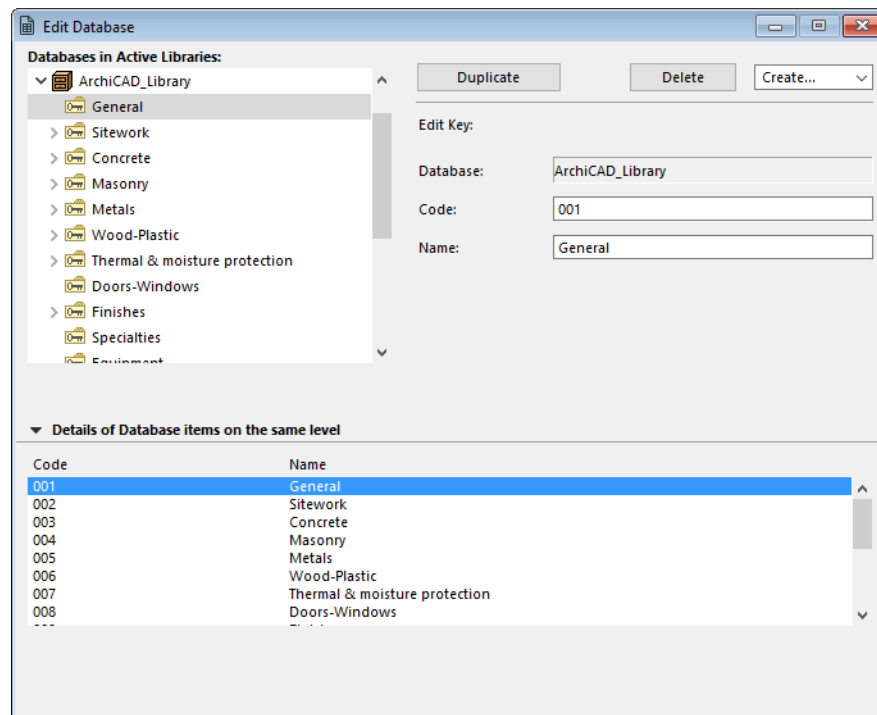 Edit Database
Databases in Active Libraries:
ArchiCAD_Library
General
Sitework
Concrete
Masonry
Metals
Wood-Plastic
Thermal & moisture protection
Doors-Windows
Finishes
Specialties
Equipment
Duplicate Delete Create...
Edit Key:
Database: ArchiCAD_Library
Code: 001
Name: General
Details of Database items on the same level
Code Name
001 General
002 Sitework
003 Concrete
004 Masonry
005 Metals
006 Wood-Plastic
007 Thermal & moisture protection
008 Doors-Windows